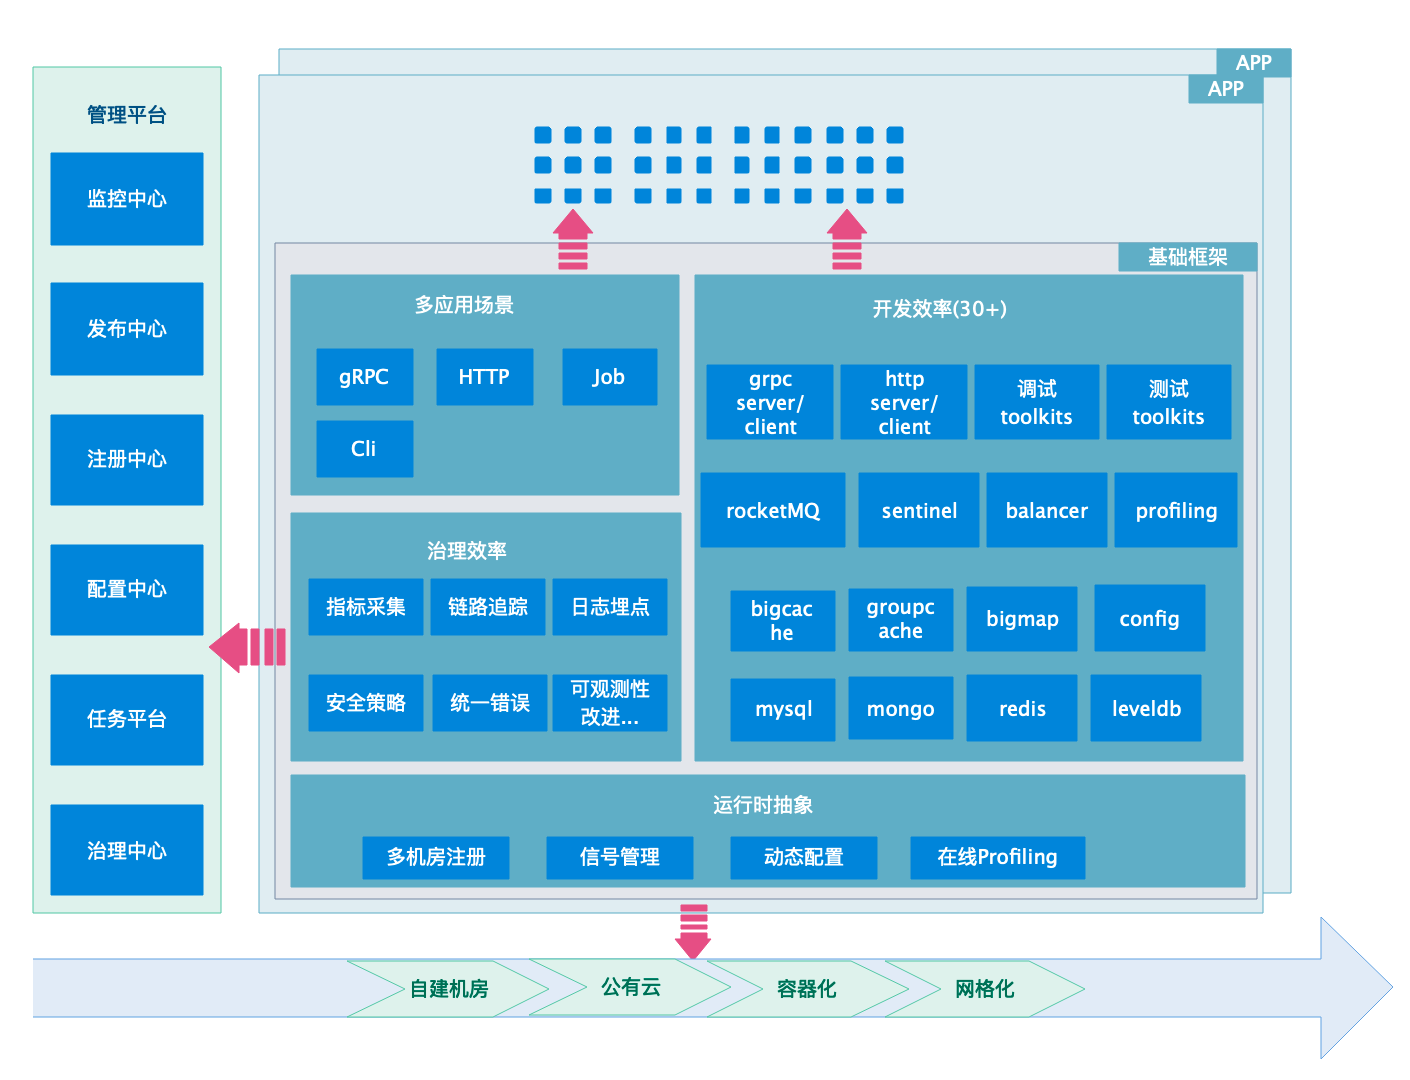 APP
APP
管理平台
监控中心
发布中心
注册中心
配置中心
任务平台
治理中心
基础框架
多应用场景
gRPC
HTTP
Job
Cli
开发效率(30+)
grpc
server/
client
http
server/
client
调试
toolkits
测试
toolkits
rocketMQ
sentinel
balancer
profiling
bigcac
he
groupc
ache
bigmap
config
mysql
mongo
redis
leveldb
治理效率
指标采集
链路追踪
日志埋点
安全策略
统一错误
可观测性
改进...
运行时抽象
多机房注册
信号管理
动态配置
在线Profiling
自建机房
公有云
容器化
网格化